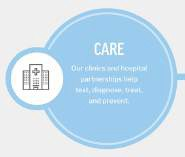 CARE
Our clinics and hospital
partnerships help
test, diagnose, treat,
and prevent.